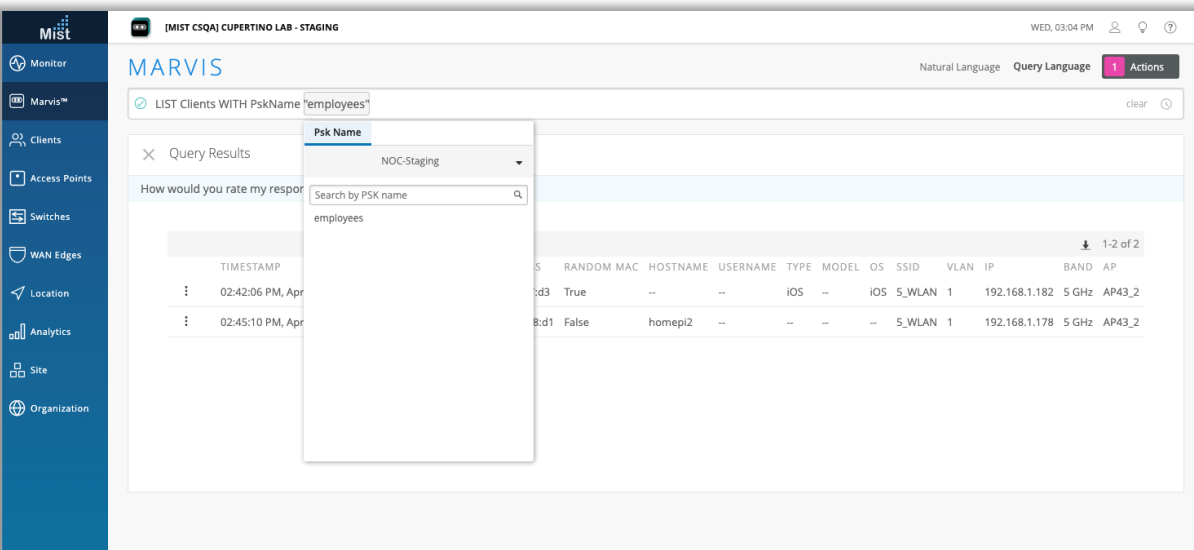 Mist
[MIST CSQA] CUPERTINO LAB - STAGING
WED, 03:04 PM
Monitor
Marvis™
Clients
Access Points
Switches
WAN Edges
Location
Analytics
Site
Organization
MARVIS
Natural Language Query Language 1 Actions
LIST Clients WITH PskName "employees" clear
Psk Name
Query Results
NOC-Staging
How would you rate my
Search by PSK name
employees
1-2 of 2
TIMESTAMP RANDOM MAC HOSTNAME USERNAME TYPE MODEL OS SSID VLAN IP BAND AP
02:42:06 PM, Apr :d3 True -- -- iOS -- iOS 5_WLAN 1 192.168.1.182 5 GHz AP43_2
02:45:10 PM, Apr 8:d1 False homepi2 -- -- -- -- 5_WLAN 1 192.168.1.178 5 GHz AP43_2